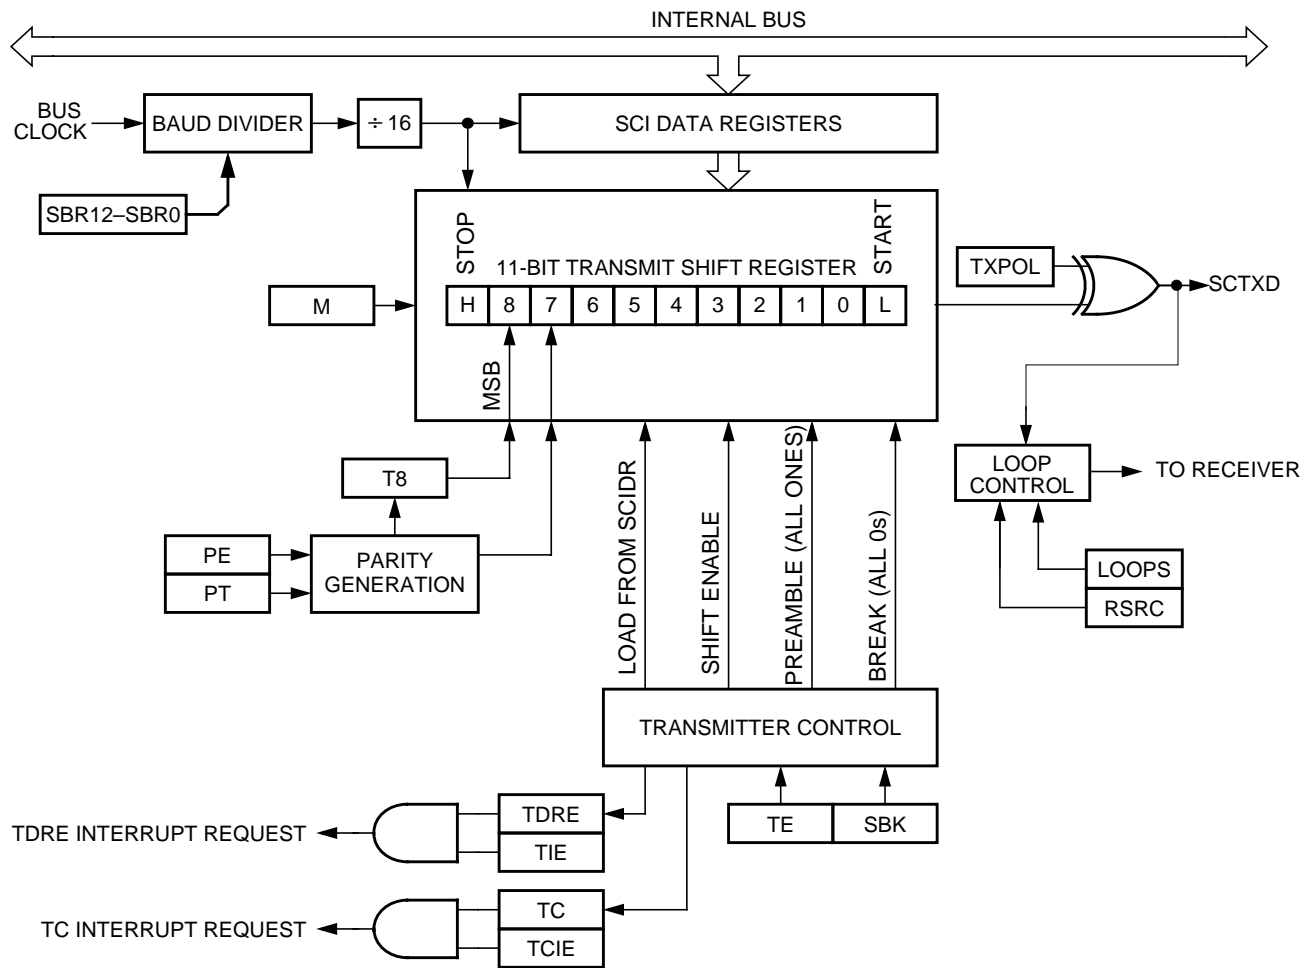 INTERNAL BUS
BUS
CLOCK
BAUD DIVIDER
÷ 16
SCI DATA REGISTERS
SBR12–SBR0
STOP
START
11-BIT TRANSMIT SHIFT REGISTER
H 8 7 6 5 4 3 2 1 0 L
M
MSB
TXPOL
SCTXD
T8
LOOP
CONTROL
TO RECEIVER
PE
PT
PARITY
GENERATION
LOOPS
RSRC
LOAD FROM SCIDR
SHIFT ENABLE
PREAMBLE (ALL ONES)
BREAK (ALL 0s)
TRANSMITTER CONTROL
TE
SBK
TDRE INTERRUPT REQUEST
TDRE
TIE
TC INTERRUPT REQUEST
TC
TCIE